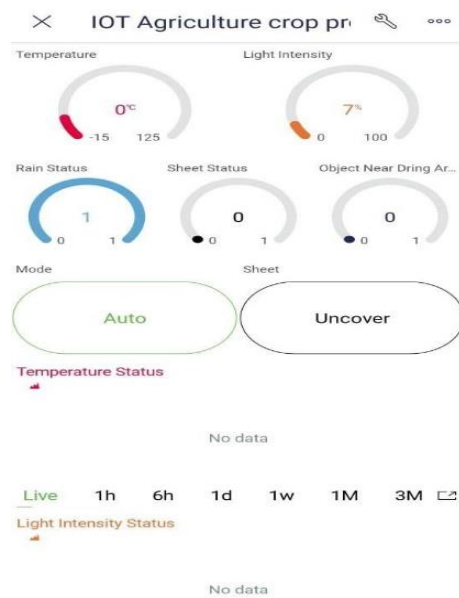 IOT Agriculture crop pr
Temperature Light Intensity
0°C 7%
-15 125 0 100
Rain Status Sheet Status Object Near Dring Ar...
1 0 0
0 1 0 1 0 1
Mode Sheet
Auto Uncover
Temperature Status
No data
Live 1h 6h 1d 1w 1M 3M
Light Intensity Status
No data